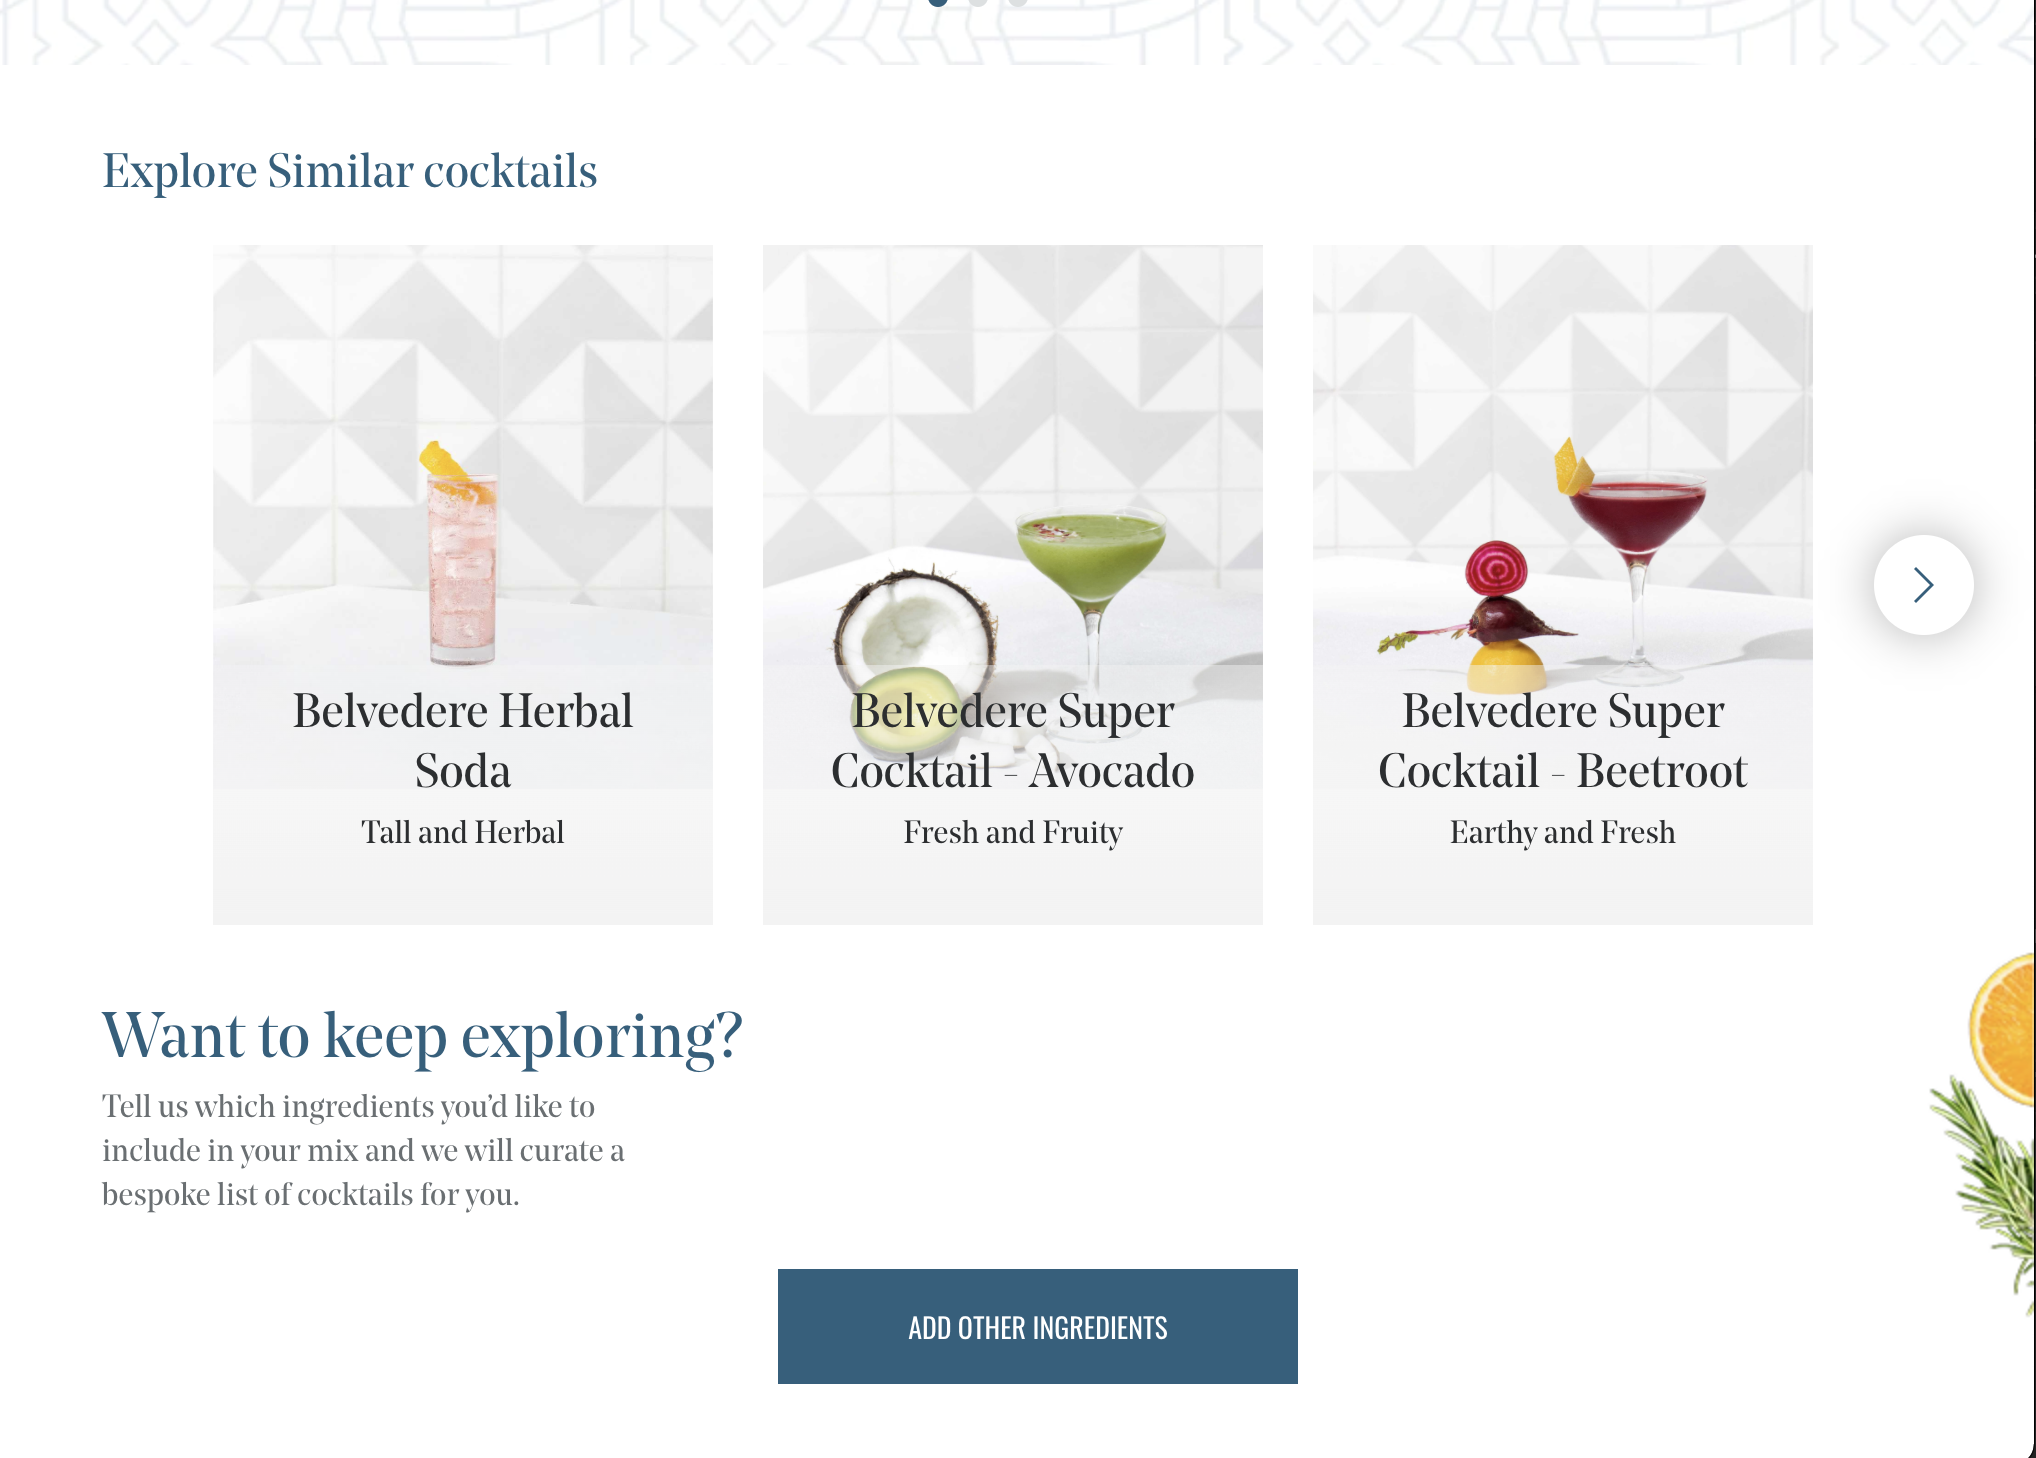 Explore Similar cocktails
Belvedere Herbal
Soda
Tall and Herbal
Belvedere Super
Cocktail - Avocado
Fresh and Fruity
Belvedere Super
Cocktail - Beetroot
Earthy and Fresh
Want to keep exploring?
Tell us which ingredients you’d like to
include in your mix and we will curate a
bespoke list of cocktails for you.
ADD OTHER INGREDIENTS